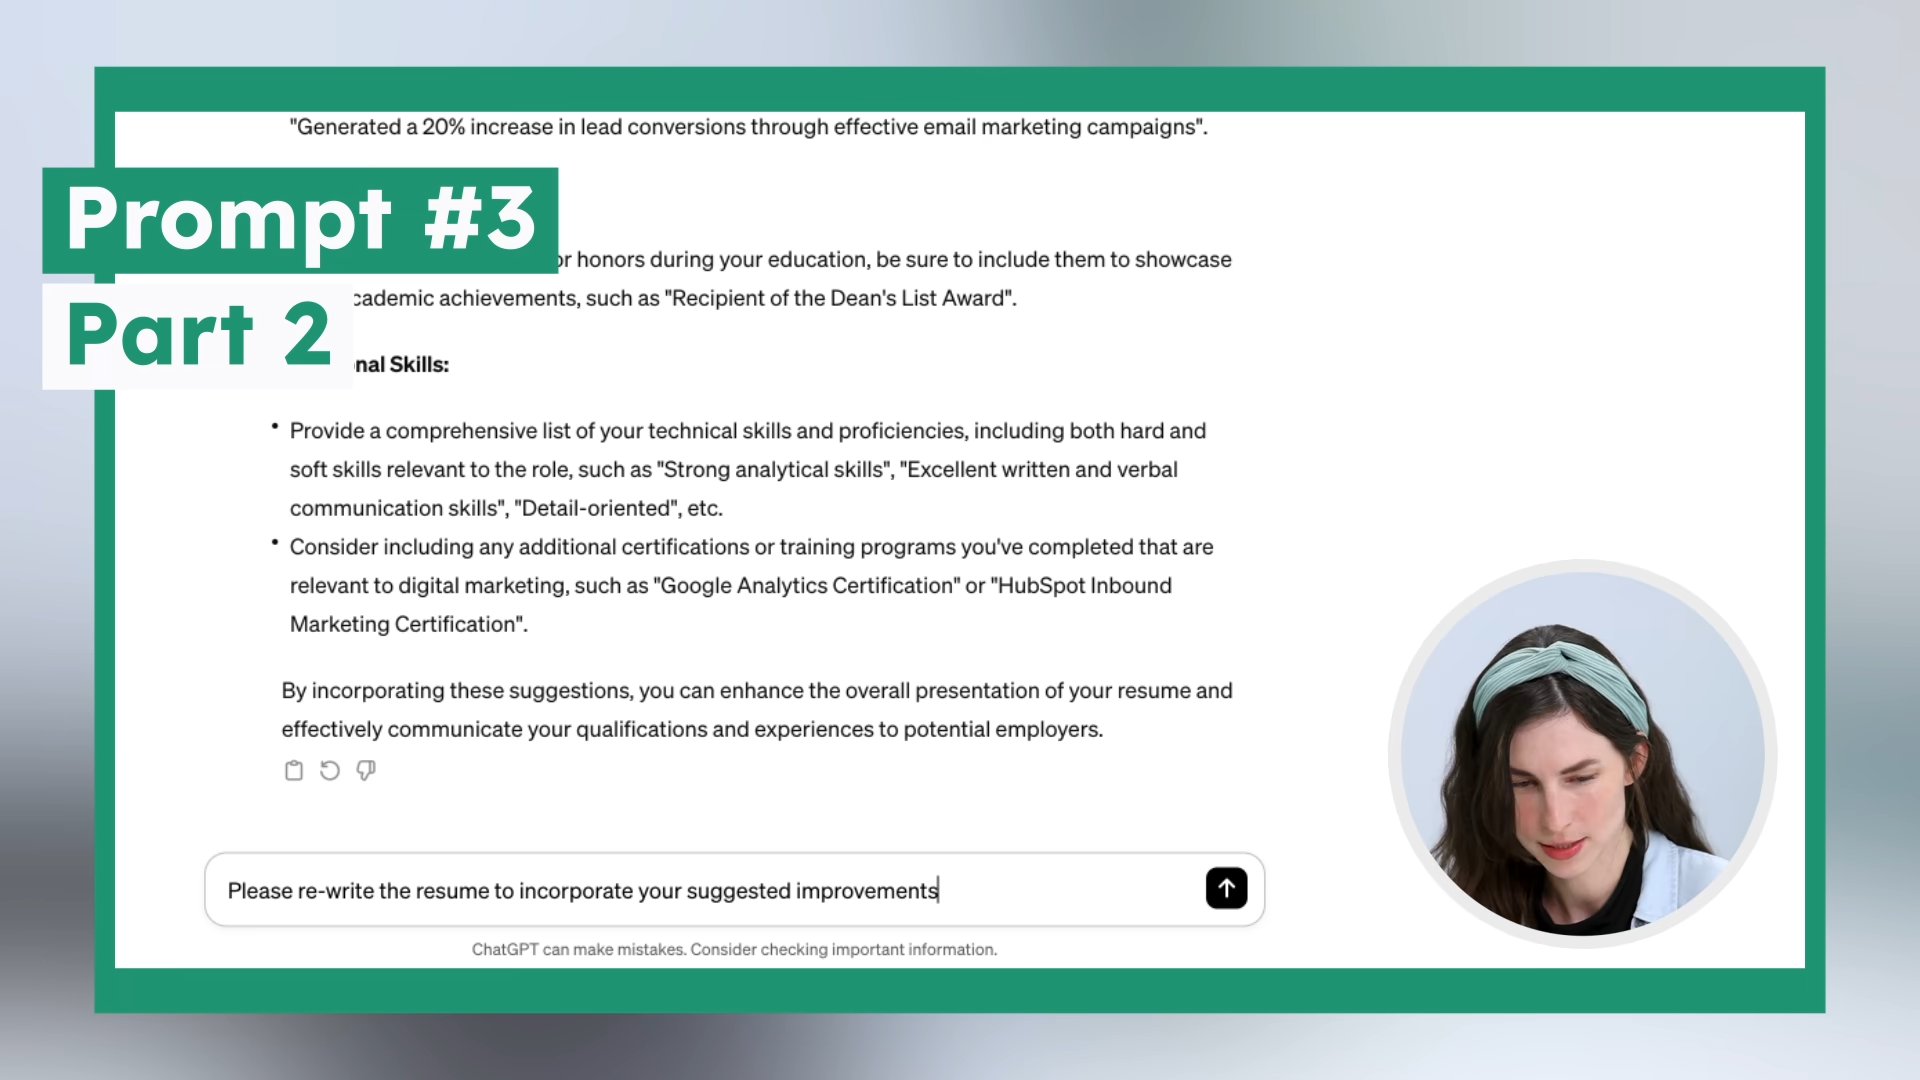 "Generated a 20% increase in lead conversions through effective email marketing campaigns".
Prompt #3
Part 2
or honors during your education, be sure to include them to showcase
academic achievements, such as "Recipient of the Dean's List Award".
nal Skills:
• Provide a comprehensive list of your technical skills and proficiencies, including both hard and
soft skills relevant to the role, such as "Strong analytical skills", "Excellent written and verbal
communication skills", "Detail-oriented", etc.
• Consider including any additional certifications or training programs you've completed that are
relevant to digital marketing, such as "Google Analytics Certification" or "HubSpot Inbound
Marketing Certification".
By incorporating these suggestions, you can enhance the overall presentation of your resume and
effectively communicate your qualifications and experiences to potential employers.
Please re-write the resume to incorporate your suggested improvements
ChatGPT can make mistakes. Consider checking important information.